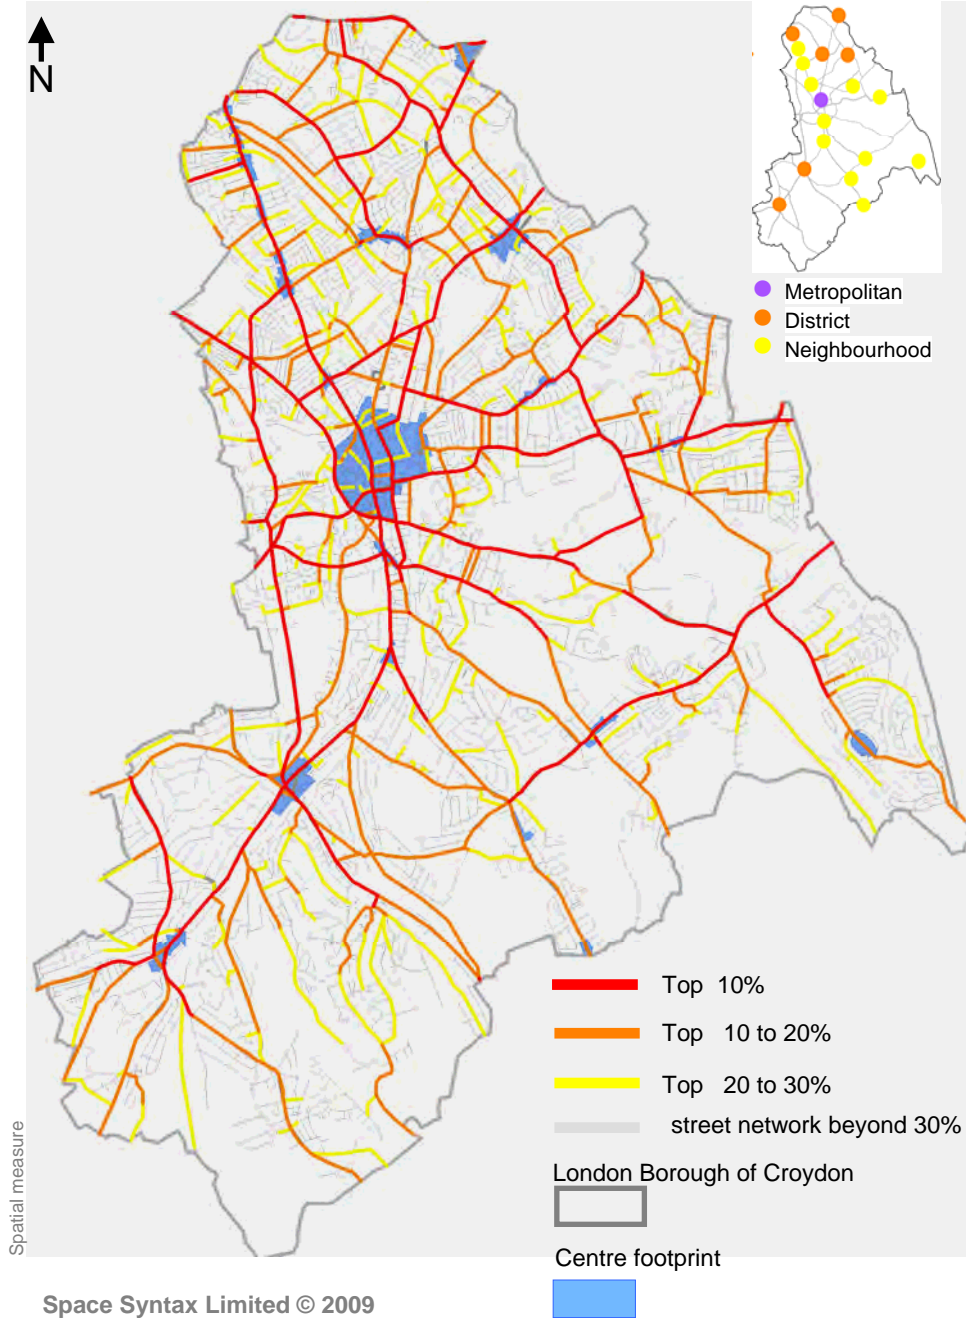 N
Metropolitan
District
Neighbourhood
Top 10%
Top 10 to 20%
Top 20 to 30%
street network beyond 30%
London Borough of Croydon
Centre footprint
Spatial measure
Space Syntax Limited © 2009